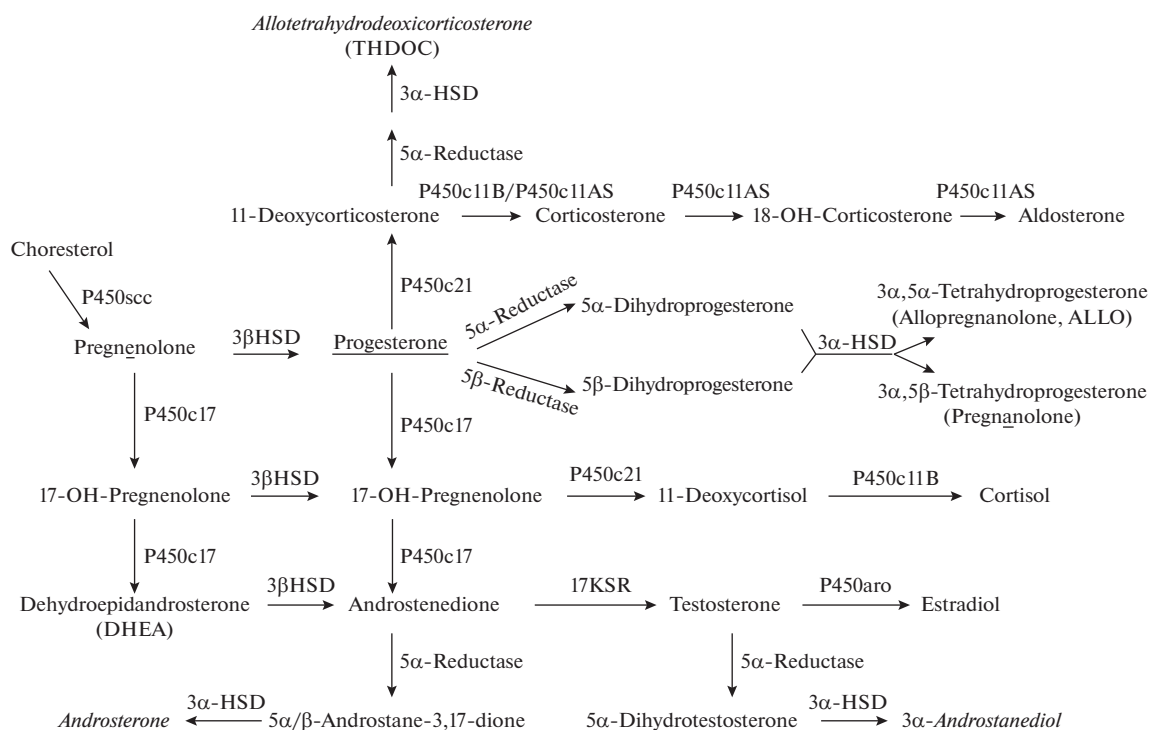 Allotetrahydrodeoxicorticosterone
(THDOC)
3α-HSD
5α-Reductase
P450c11B/P450c11AS P450c11AS P450c11AS
11-Deoxycorticosterone Corticosterone 18-OH-Corticosterone Aldosterone
Choresterol
P450scc
P450c21
5α-Reductase
5α-Dihydroprogesterone
3α,5α-Tetrahydroprogesterone
(Allopregnanolone, ALLO)
Pregnenolone 3βHSD Progesterone
3α-HSD
5β-Reductase
5β-Dihydroprogesterone
3α,5β-Tetrahydroprogesterone
(Pregnanolone)
P450c17 P450c17
3βHSD P450c21 P450c11B
17-OH-Pregnenolone 17-OH-Pregnenolone 11-Deoxycortisol Cortisol
P450c17 P450c17
3βHSD 17KSR P450aro
Dehydroepidandrosterone Androstenedione Testosterone Estradiol
(DHEA)
5α-Reductase 5α-Reductase
3α-HSD 3α-HSD
Androsterone 5α/β-Androstane-3,17-dione 5α-Dihydrotestosterone 3α-Androstanediol